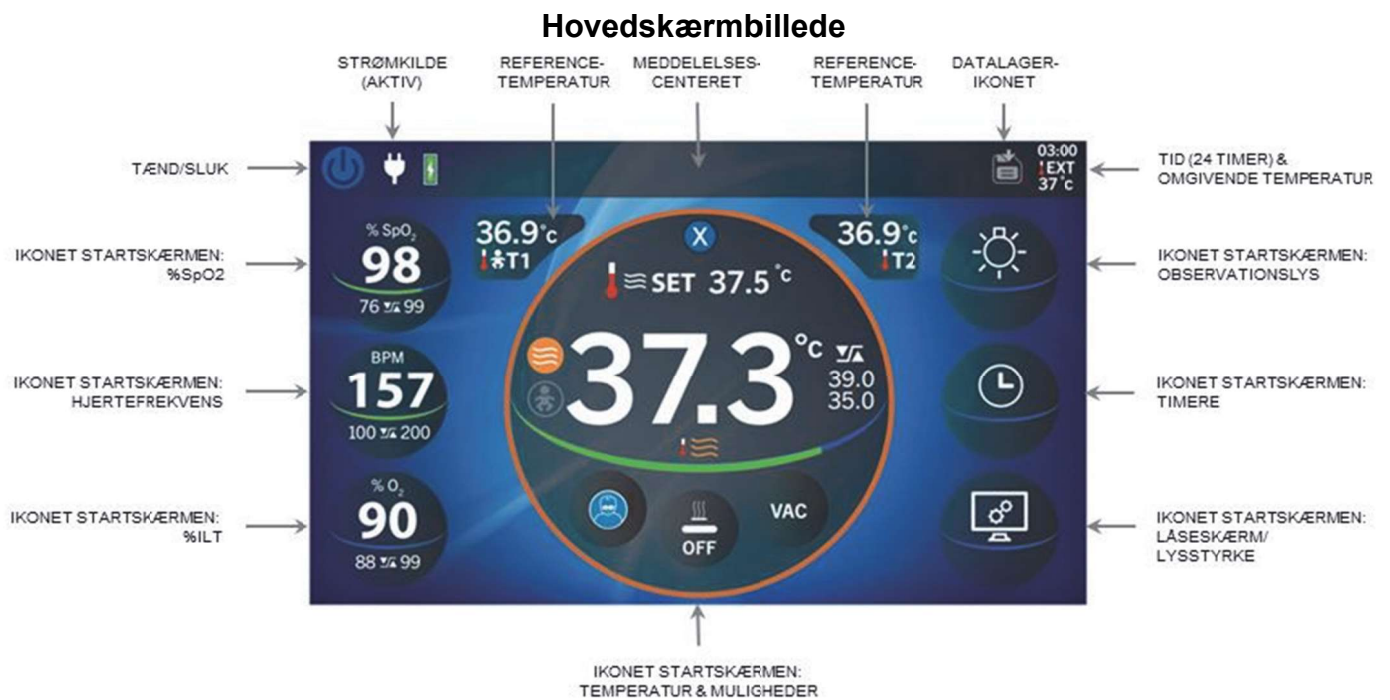 Hovedskærmbillede
STRØMKILDE
(AKTIV)
REFERENCE-
TEMPERATUR
MEDDELELSES-
CENTERET
REFERENCE-
TEMPERATUR
DATALAGER-
IKONET
TÆND/SLUK
03:00
EXT
37 °c
TID (24 TIMER) &
OMGIVENDE TEMPERATUR
IKONET STARTSKÆRMEN:
%SpO2
% SpO₂
98
76 99
36.9°c
T1
X
SET 37.5 °c
36.9°c
T2
IKONET STARTSKÆRMEN:
OBSERVATIONSLYS
IKONET STARTSKÆRMEN:
HJERTEFREKVENS
BPM
157
100 200
37.3 °c
39.0
35.0
IKONET STARTSKÆRMEN:
TIMERE
IKONET STARTSKÆRMEN:
%ILT
% O₂
90
88 99
OFF
VAC
IKONET STARTSKÆRMEN:
LÅSESKÆRM/
LYSSTYRKE
IKONET STARTSKÆRMEN:
TEMPERATUR & MULIGHEDER